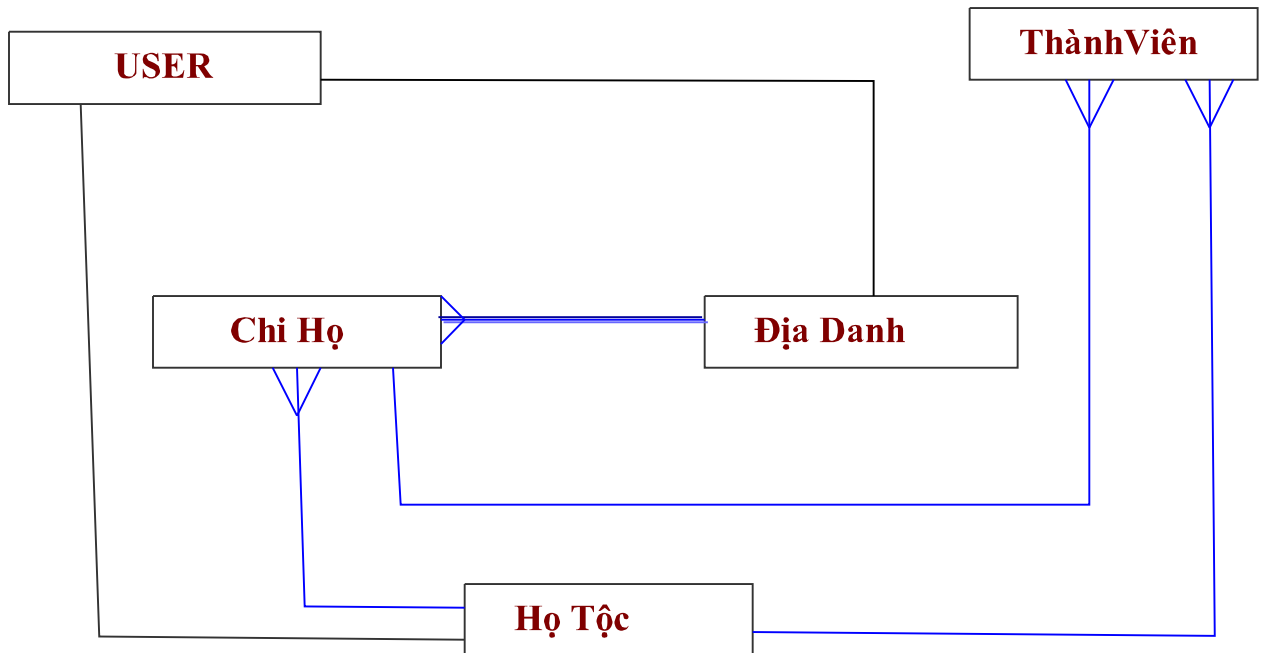 USER
ThànhViên
Chi Họ
Địa Danh
Họ Tộc